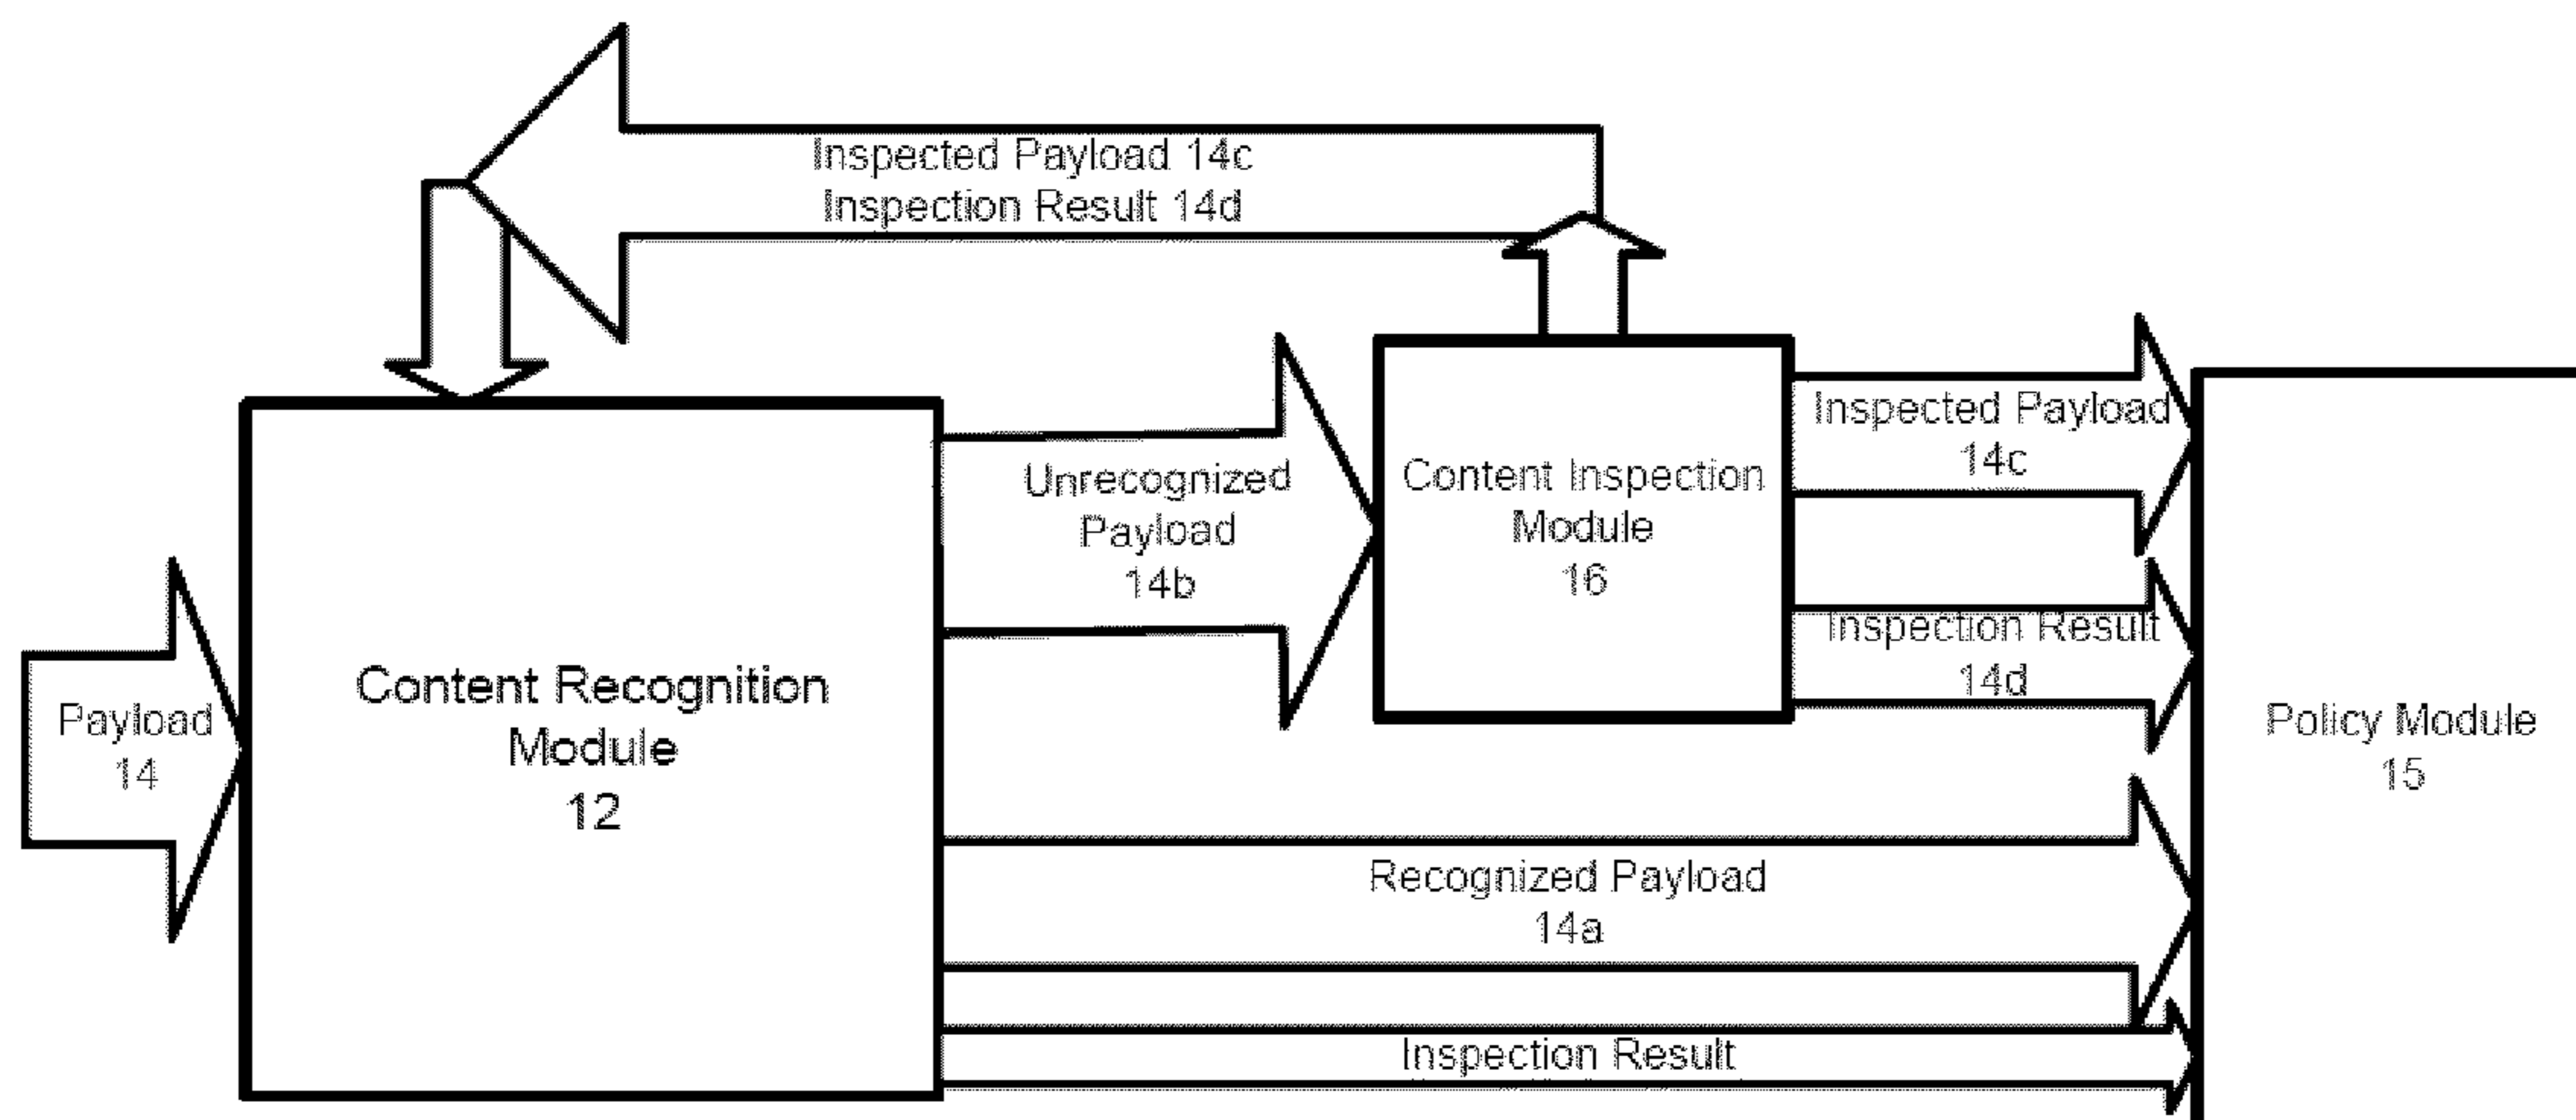 Inspected Payload 14c
Inspection Result 14d
Unrecognized
Payload
14b
Content Inspection
Module
16
Inspected Payload
14c
Inspection Result
14d
Payload
14
Content Recognition
Module
12
Policy Module
15
Recognized Payload
14a
Inspection Result